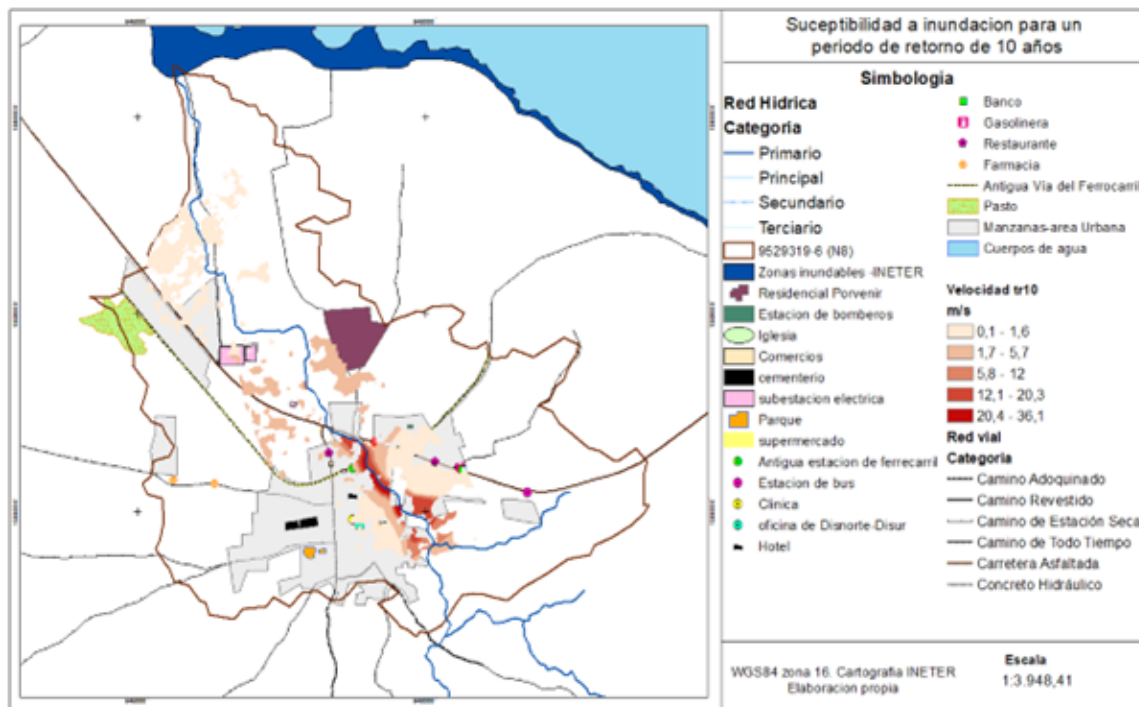 Suceptibilidad a inundacion para un
periodo de retorno de 10 años
Simbologia
Red Hidrica
Categoria
Primario
Principal
Secundario
Terciario
9529319-6 (N8)
Zonas inundables -INETER
Residencial Porvenir
Estacion de bomberos
Iglesia
Comercios
cementerio
subestacion electrica
Parque
supermercado
Antigua estacion de ferrecarril
Estacion de bus
Clinica
oficina de Disnorte-Disur
Hotel
Banco
Gasolinera
Restaurante
Farmacia
Antigua Vía del Ferrocarril
Pasto
Manzanas-area Urbana
Cuerpos de agua
Velocidad tr10
m/s
0,1 - 1,6
1,7 - 5,7
5,8 - 12
12,1 - 20,3
20,4 - 36,1
Red vial
Categoria
Camino Adoquinado
Camino Revestido
Camino de Estación Seca
Camino de Todo Tiempo
Carretera Asfaltada
Concreto Hidráulico
WGS84 zona 16. Cartografia INETER
Elaboracion propia
Escala
1:3.948,41